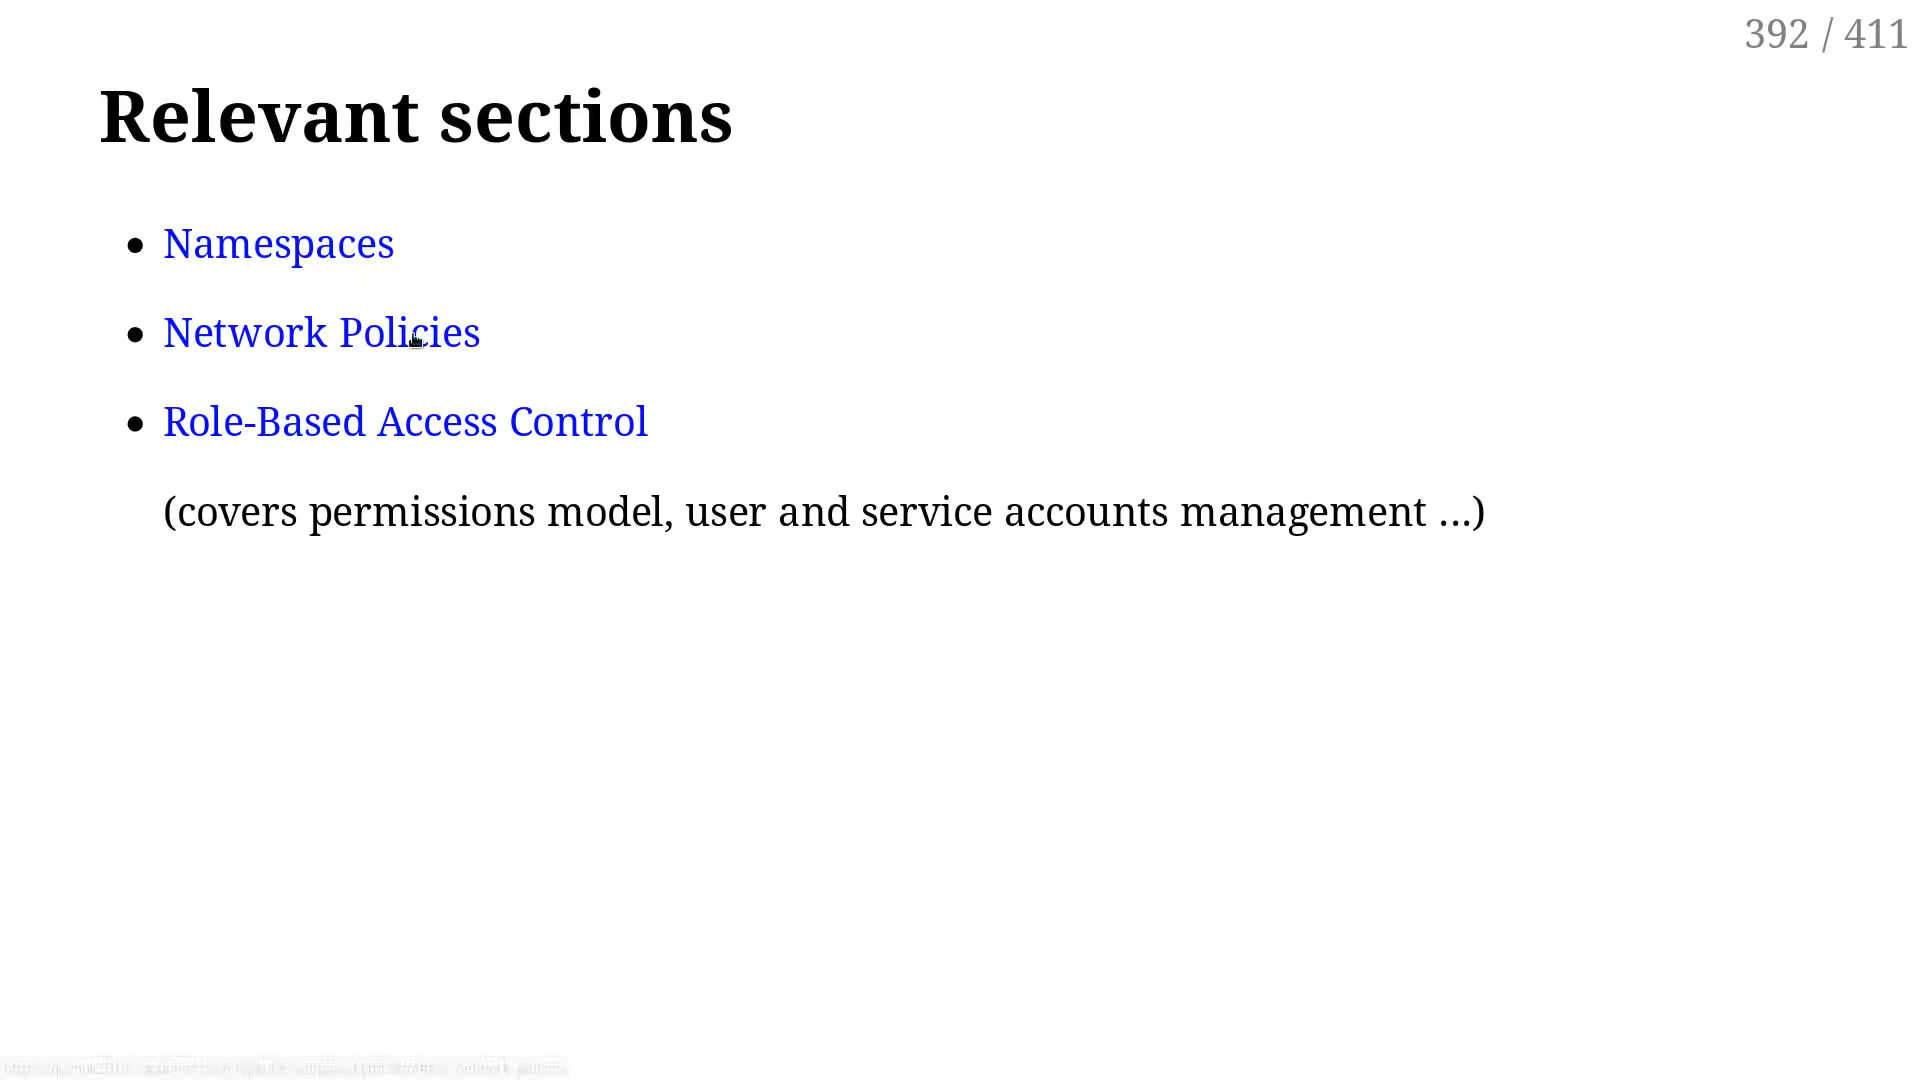 392 / 411
Relevant sections
• Namespaces
• Network Policies
• Role-Based Access Control
(covers permissions model, user and service accounts management ...)